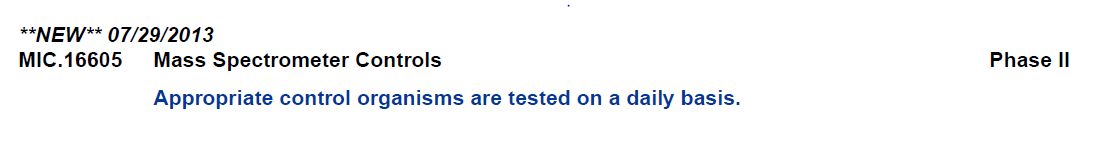 **NEW** 07/29/2013
MIC.16605 Mass Spectrometer Controls Phase II
Appropriate control organisms are tested on a daily basis.